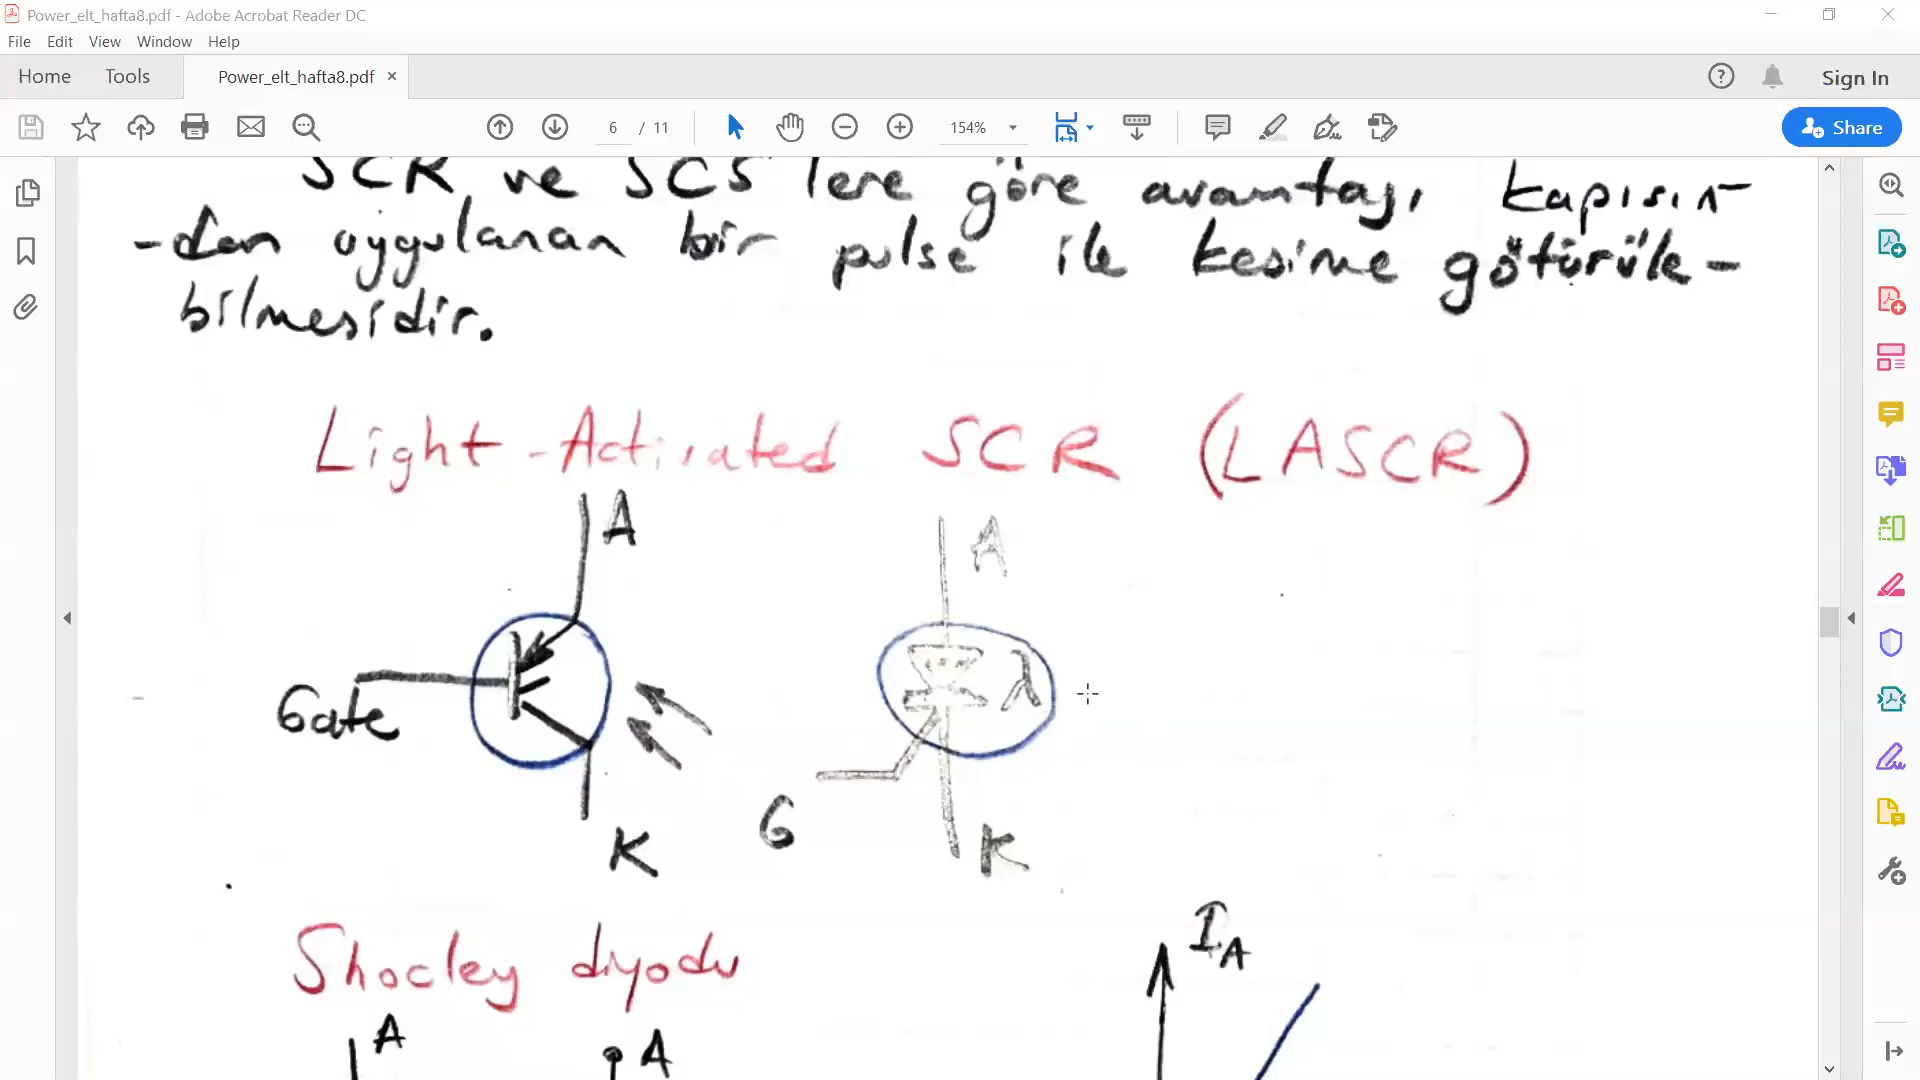 Power_elt_hafta8.pdf - Adobe Acrobat Reader DC
File Edit View Window Help
Home Tools Power_elt_hafta8.pdf × Sign In
6 / 11 154% Share
SCR ve SCS'lere göre avantajı, kapısın-
-dan uygulanan bir pulse ile kesime götürüle-
bilmesidir.
Light-Activated SCR (LASCR)
A A
λ
Gate
G
K K
Shocley diyodu
I_A
A A